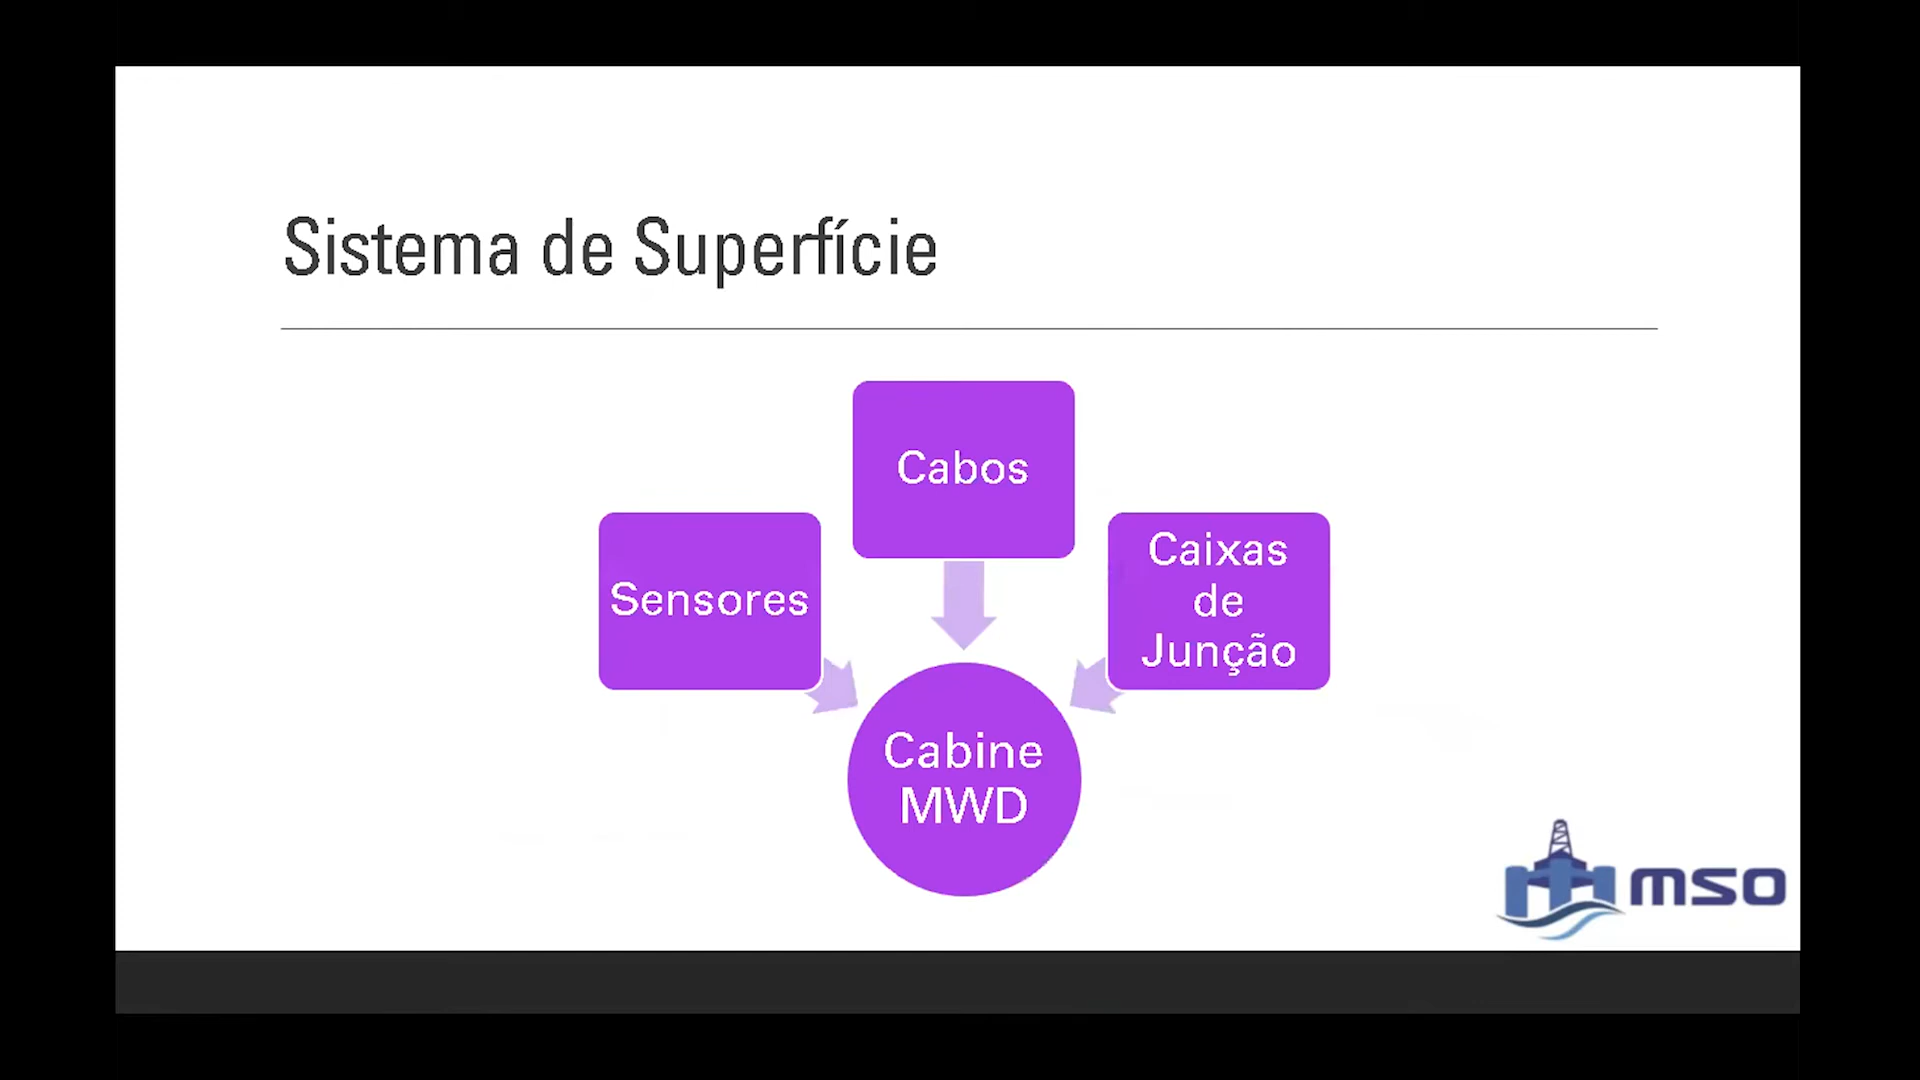 Sistema de Superfície
Cabos
Sensores
Caixas
de
Junção
Cabine
MWD
mso